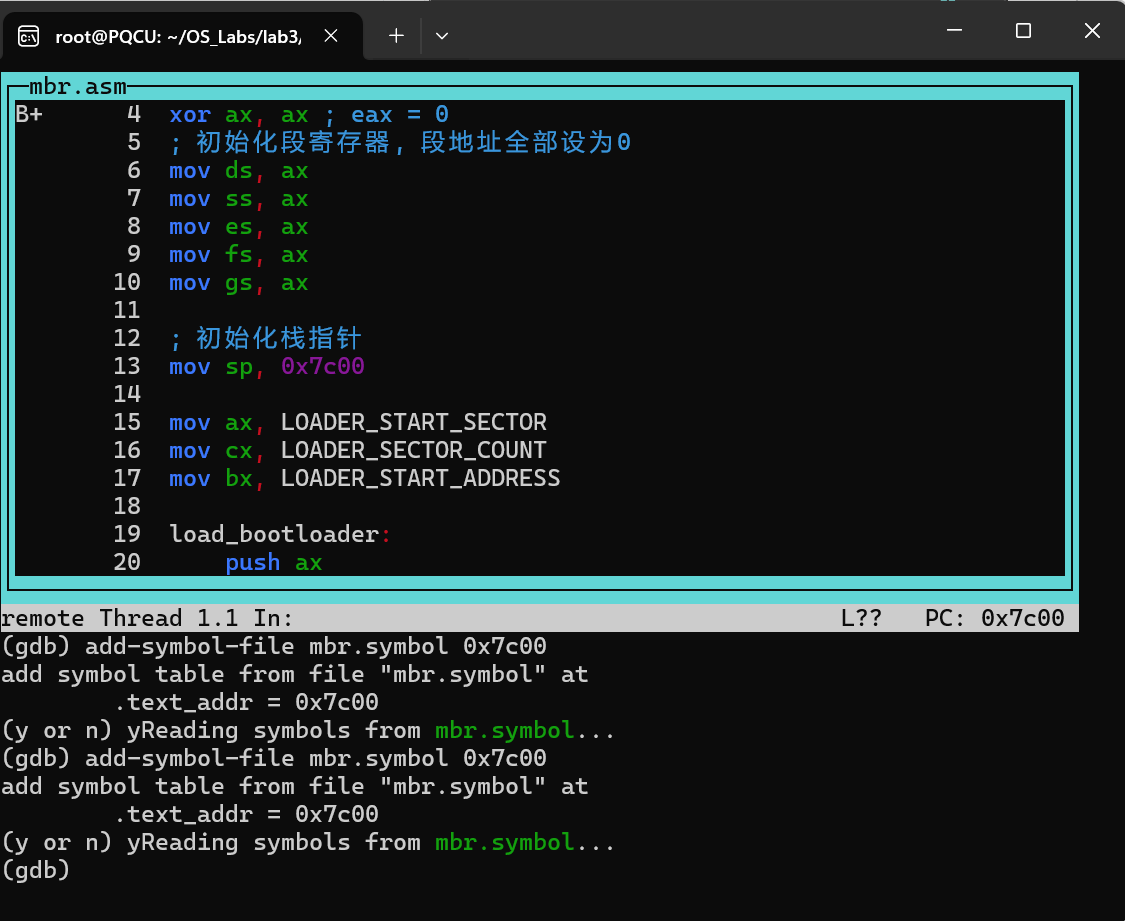 root@PQCU: ~/OS_Labs/lab3,
mbr.asm
B+ 4 xor ax, ax ; eax = 0
5 ; 初始化段寄存器, 段地址全部设为0
6 mov ds, ax
7 mov ss, ax
8 mov es, ax
9 mov fs, ax
10 mov gs, ax
11
12 ; 初始化栈指针
13 mov sp, 0x7c00
14
15 mov ax, LOADER_START_SECTOR
16 mov cx, LOADER_SECTOR_COUNT
17 mov bx, LOADER_START_ADDRESS
18
19 load_bootloader:
20 push ax
remote Thread 1.1 In: L?? PC: 0x7c00
(gdb) add-symbol-file mbr.symbol 0x7c00
add symbol table from file "mbr.symbol" at
.text_addr = 0x7c00
(y or n) yReading symbols from mbr.symbol...
(gdb) add-symbol-file mbr.symbol 0x7c00
add symbol table from file "mbr.symbol" at
.text_addr = 0x7c00
(y or n) yReading symbols from mbr.symbol...
(gdb)